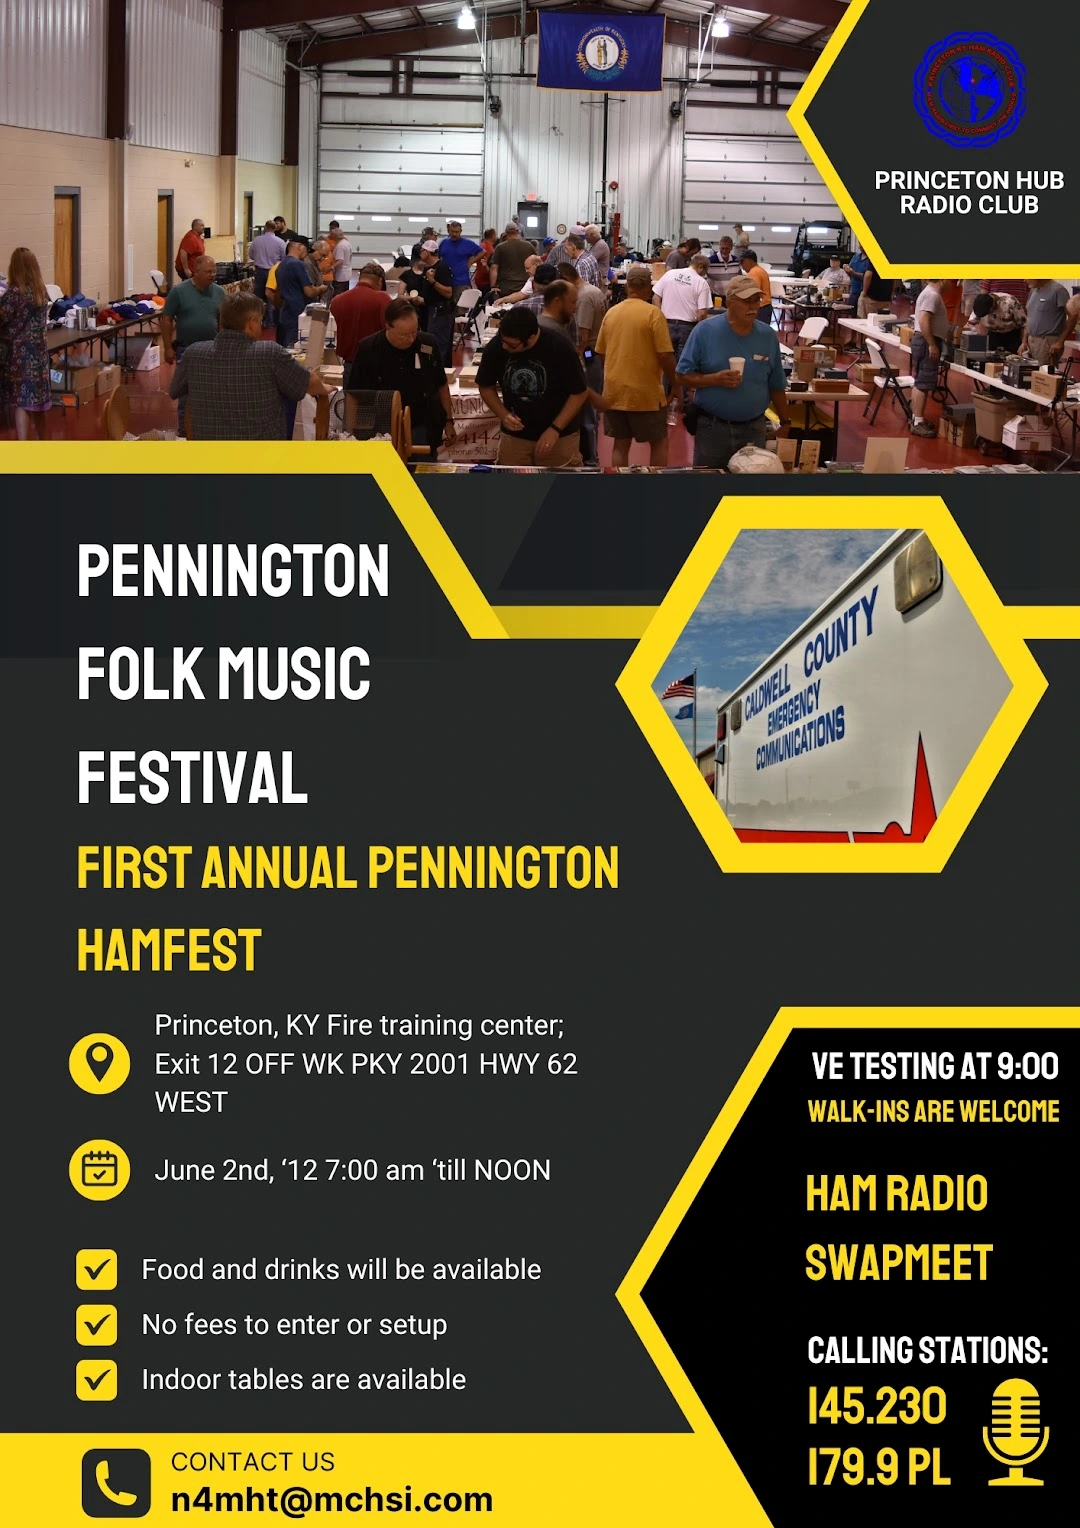 COMMONWEALTH OF KENTUCKY
PRINCETON HUB
RADIO CLUB
PENNINGTON
FOLK MUSIC
FESTIVAL
FIRST ANNUAL PENNINGTON
HAMFEST
CALDWELL COUNTY
EMERGENCY
COMMUNICATIONS
Princeton, KY Fire training center;
Exit 12 OFF WK PKY 2001 HWY 62
WEST
June 2nd, ‘12 7:00 am ‘till NOON
Food and drinks will be available
No fees to enter or setup
Indoor tables are available
CONTACT US
n4mht@mchsi.com
VE TESTING AT 9:00
WALK-INS ARE WELCOME
HAM RADIO
SWAPMEET
CALLING STATIONS:
145.230
179.9 PL